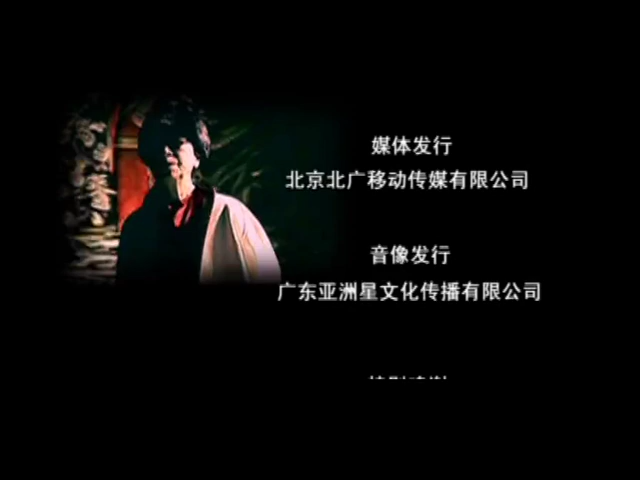 媒体发行
北京北广移动传媒有限公司
音像发行
广东亚洲星文化传播有限公司